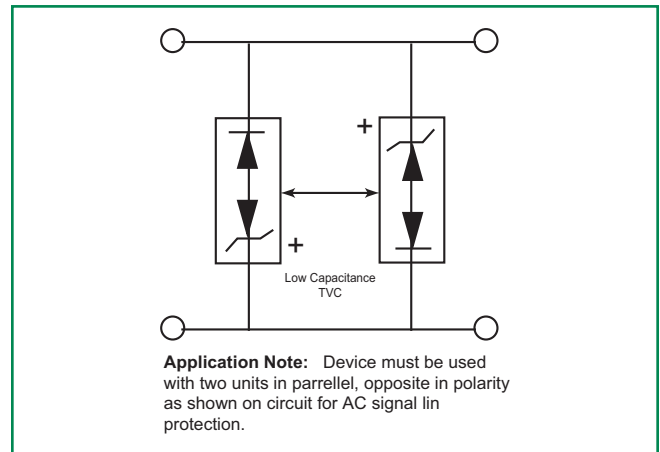 +
+
Low Capacitance
TVC
Application Note: Device must be used
with two units in parrellel, opposite in polarity
as shown on circuit for AC signal lin
protection.